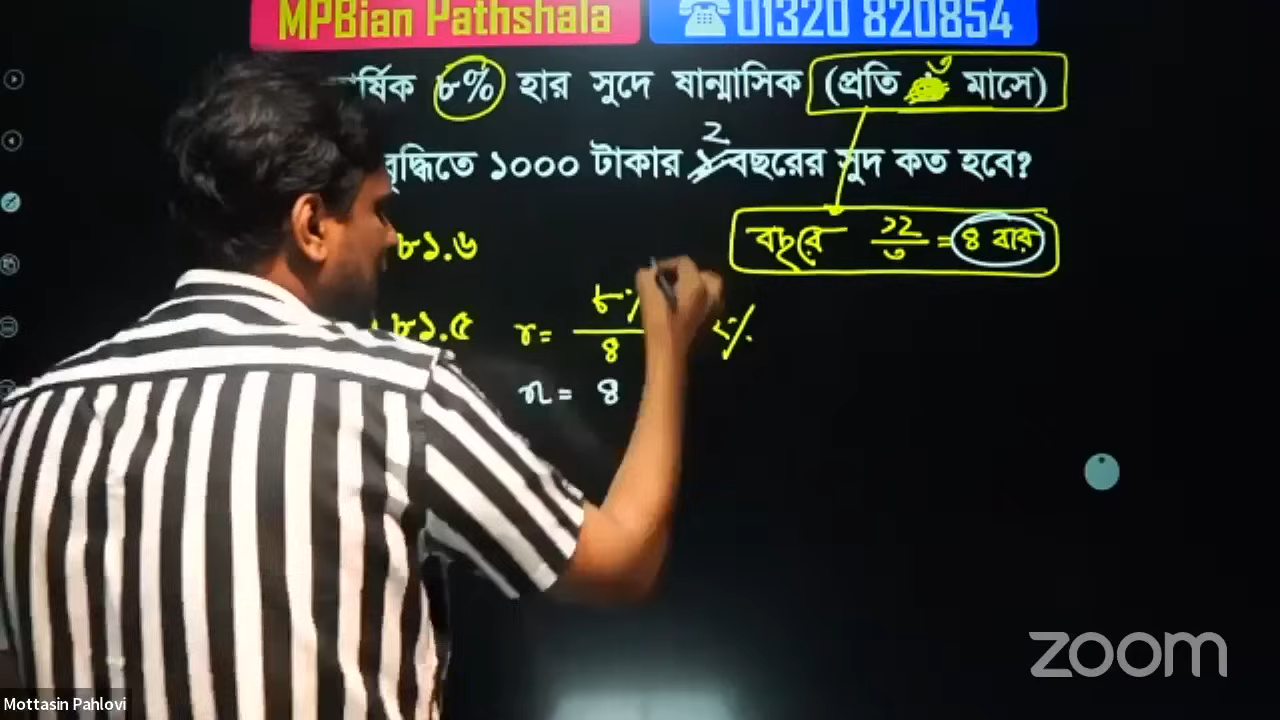 MPBian Pathshala ☎01320 820854
র্ষিক ৮% হার সুদে ষান্মাসিক (প্রতি ৩ মাসে)
বৃদ্ধিতে ১০০০ টাকার ১ 2 বছরের সুদ কত হবে?
বছরে ১২/৩ = ৪ বার
৮১.৬
৮১.৫
r = ৮%/৪ ২%
n = ৪
zoom
Mottasin Pahlovi